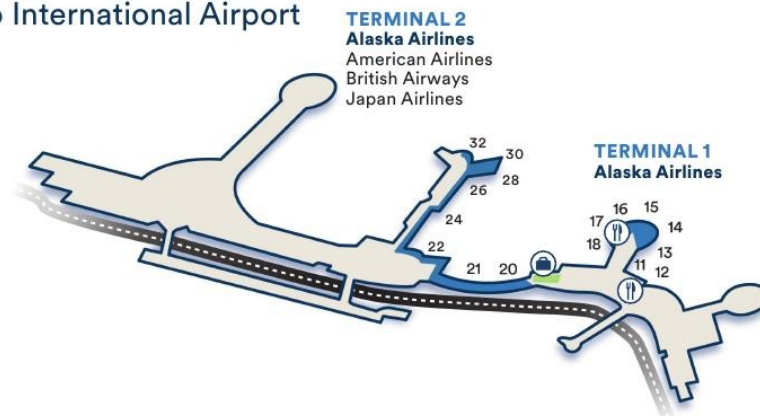 International Airport
TERMINAL 2
Alaska Airlines
American Airlines
British Airways
Japan Airlines
TERMINAL 1
Alaska Airlines
32
30
28
26
24
22
21
20
16
15
17
14
18
13
11
12